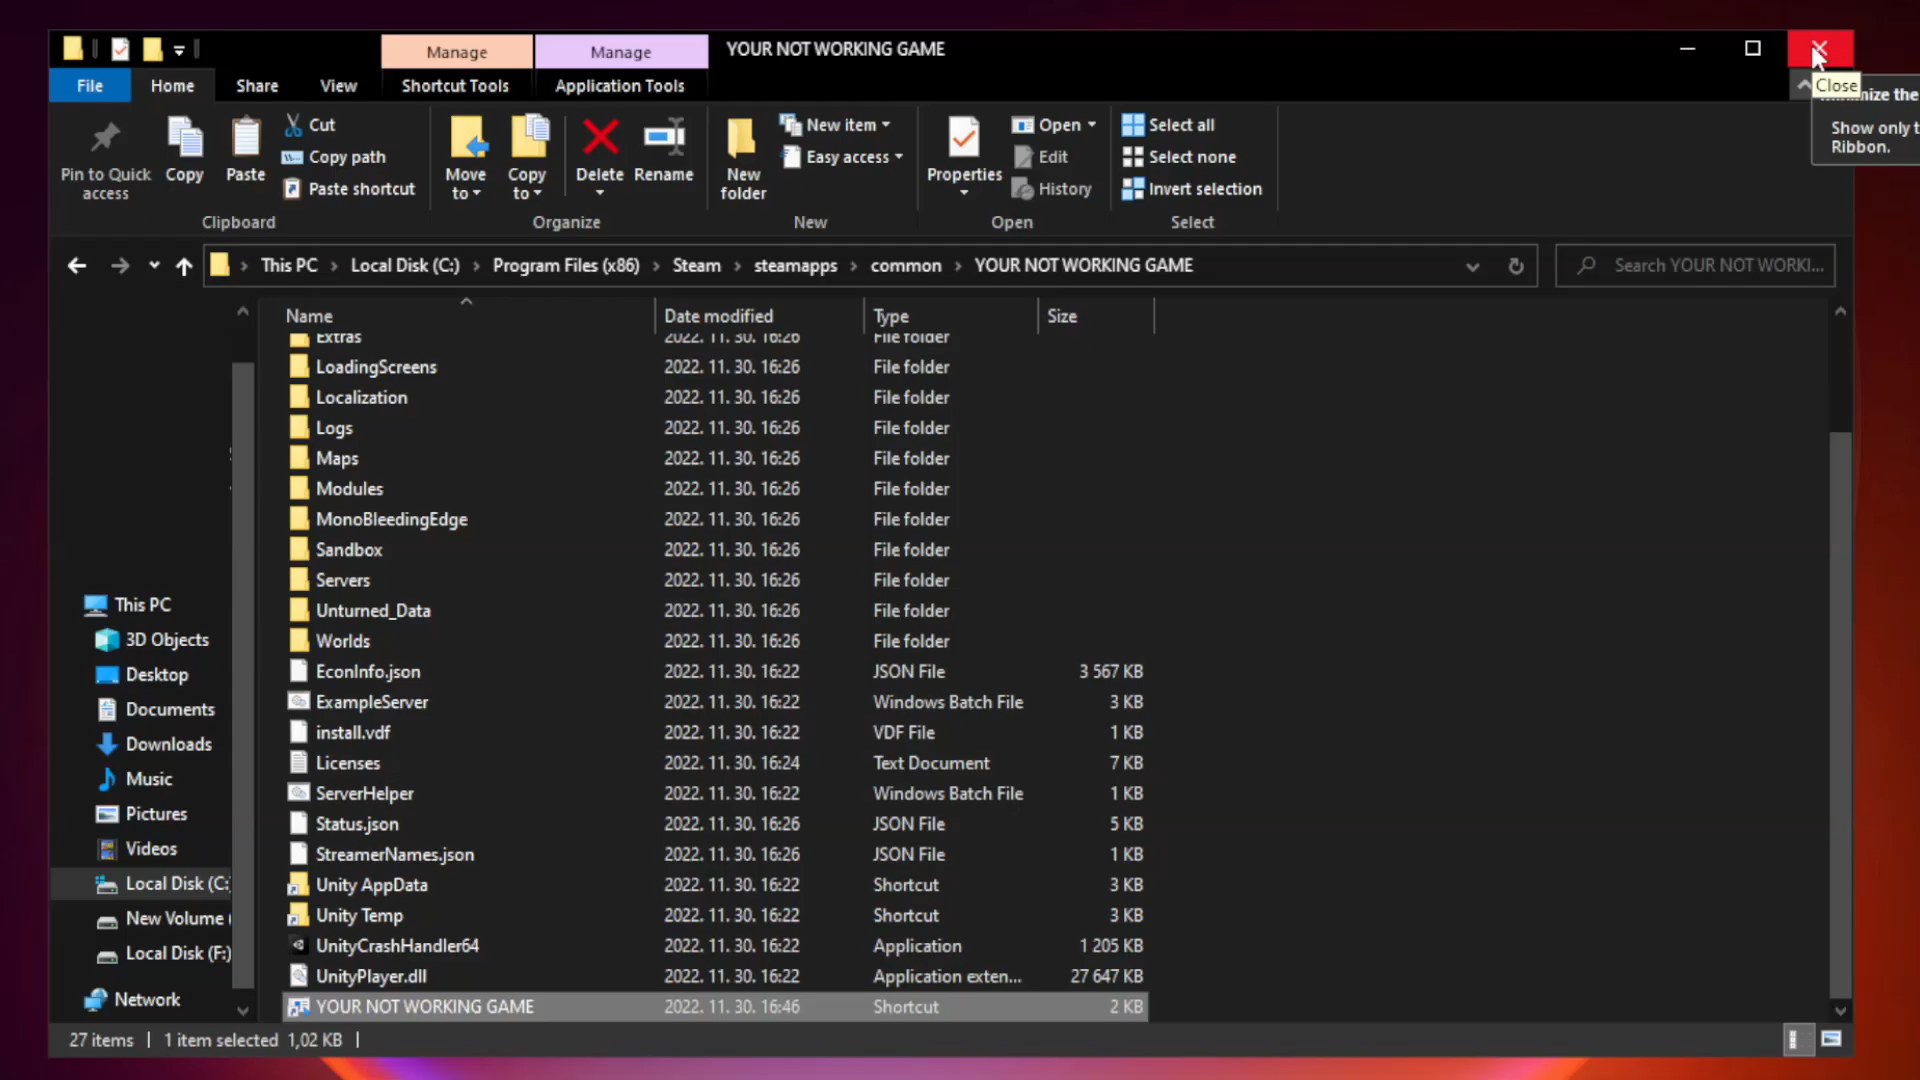 Manage
Manage
YOUR NOT WORKING GAME
File
Home
Share
View
Shortcut Tools
Application Tools
Close
the
Show only
Ribbon.
Pin to Quick access
Copy
Paste
Cut
Copy path
Paste shortcut
Clipboard
Move to
Copy to
Delete
Rename
Organize
New folder
New item
Easy access
New
Properties
Open
Edit
History
Open
Select all
Select none
Invert selection
Select
This PC
Local Disk (C:)
Program Files (x86)
Steam
steamapps
common
YOUR NOT WORKING GAME
Search YOUR NOT WORKI...
Name Date modified Type Size
Extras 2022. 11. 30. 16:26 File folder
LoadingScreens 2022. 11. 30. 16:26 File folder
Localization 2022. 11. 30. 16:26 File folder
Logs 2022. 11. 30. 16:26 File folder
Maps 2022. 11. 30. 16:26 File folder
Modules 2022. 11. 30. 16:26 File folder
MonoBleedingEdge 2022. 11. 30. 16:26 File folder
Sandbox 2022. 11. 30. 16:26 File folder
Servers 2022. 11. 30. 16:26 File folder
Unturned_Data 2022. 11. 30. 16:26 File folder
Worlds 2022. 11. 30. 16:26 File folder
EconInfo.json 2022. 11. 30. 16:22 JSON File 3 567 KB
ExampleServer 2022. 11. 30. 16:22 Windows Batch File 3 KB
install.vdf 2022. 11. 30. 16:22 VDF File 1 KB
Licenses 2022. 11. 30. 16:24 Text Document 7 KB
ServerHelper 2022. 11. 30. 16:22 Windows Batch File 1 KB
Status.json 2022. 11. 30. 16:26 JSON File 5 KB
StreamerNames.json 2022. 11. 30. 16:26 JSON File 1 KB
Unity AppData 2022. 11. 30. 16:22 Shortcut 3 KB
Unity Temp 2022. 11. 30. 16:22 Shortcut 3 KB
UnityCrashHandler64 2022. 11. 30. 16:22 Application 1 205 KB
UnityPlayer.dll 2022. 11. 30. 16:22 Application exten... 27 647 KB
YOUR NOT WORKING GAME 2022. 11. 30. 16:46 Shortcut 2 KB
This PC
3D Objects
Desktop
Documents
Downloads
Music
Pictures
Videos
Local Disk (C:
New Volume (
Local Disk (F:)
Network
27 items
1 item selected 1,02 KB